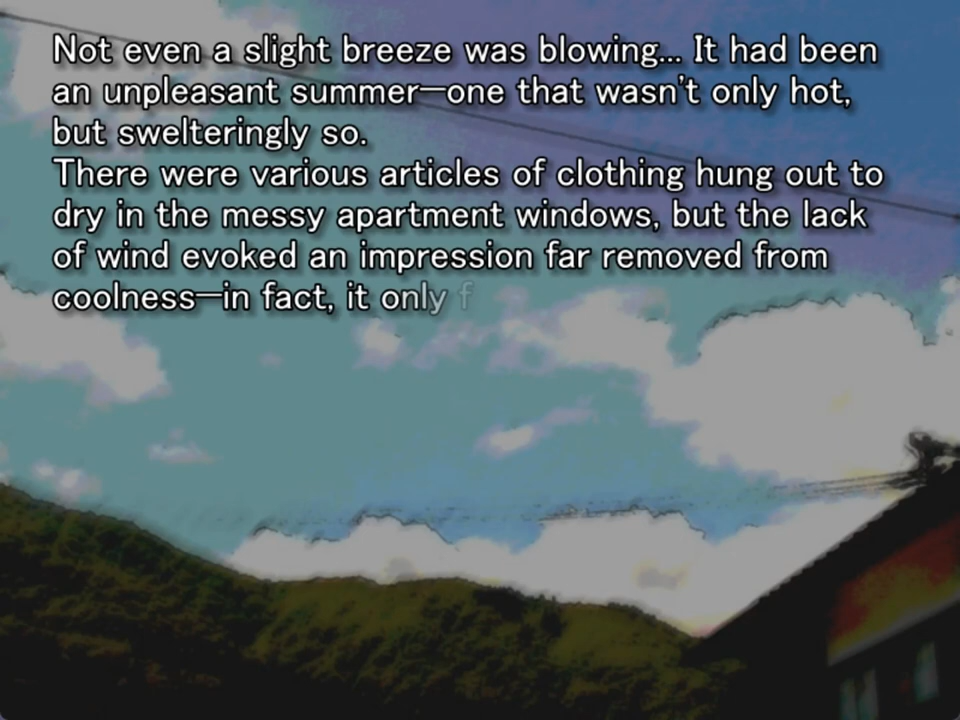 Not even a slight breeze was blowing... It had been
an unpleasant summer—one that wasn't only hot,
but swelteringly so.
There were various articles of clothing hung out to
dry in the messy apartment windows, but the lack
of wind evoked an impression far removed from
coolness—in fact, it only f